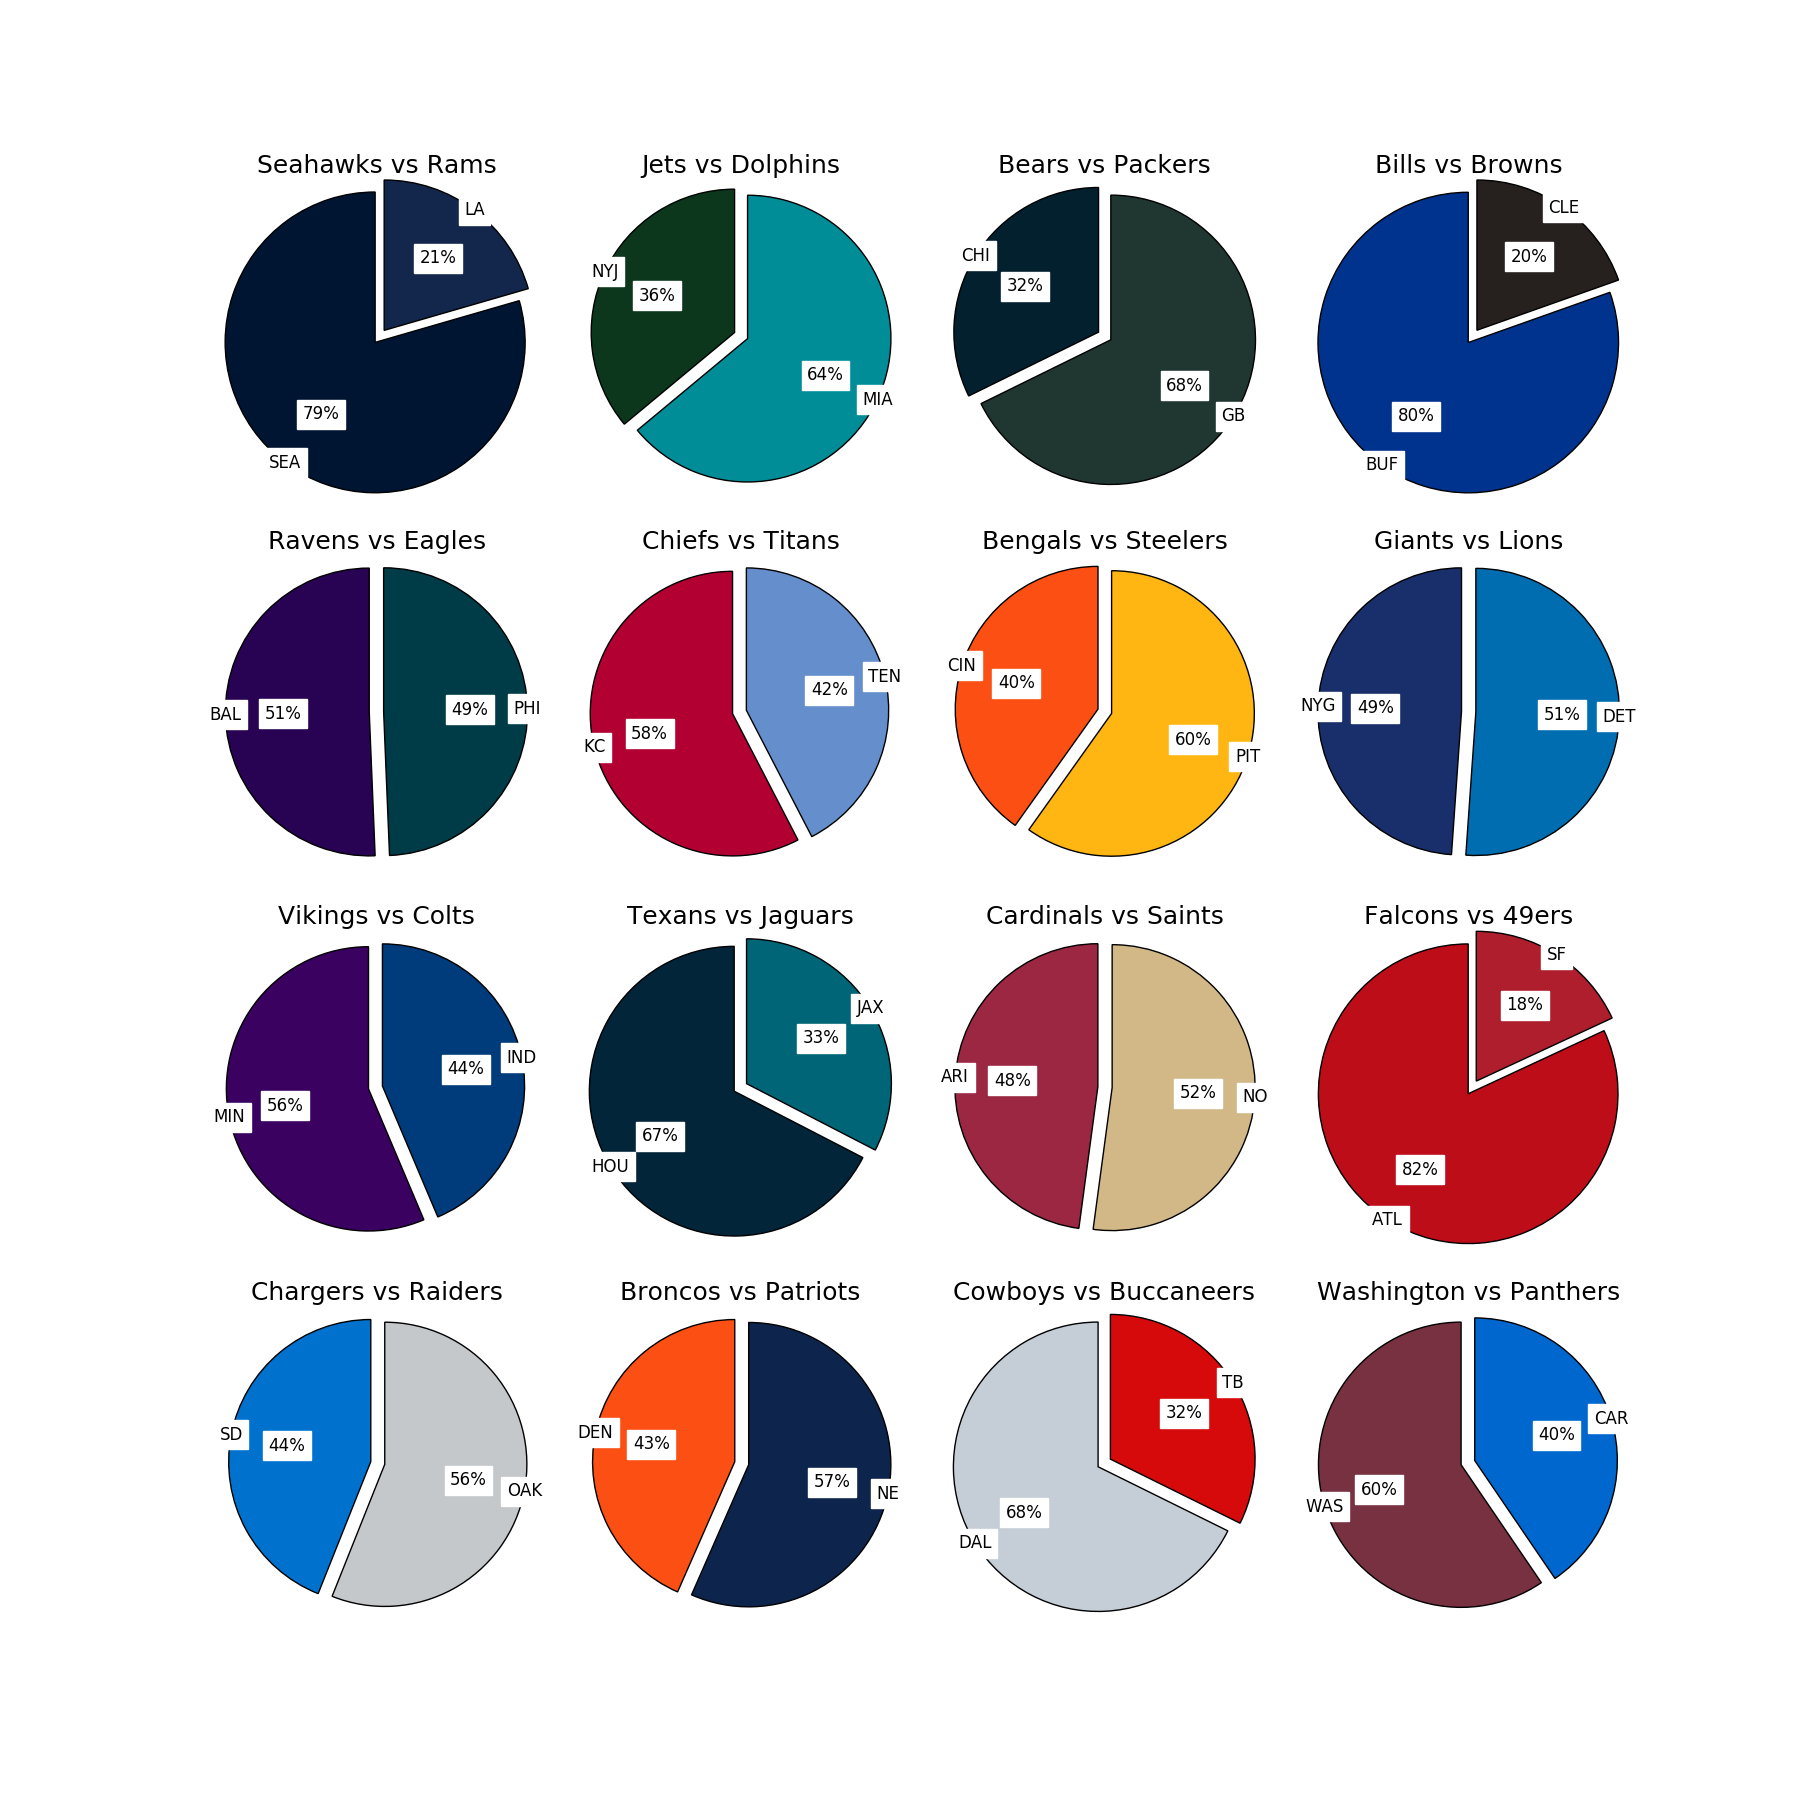 Seahawks vs Rams
LA
21%
79%
SEA
Jets vs Dolphins
NYJ
36%
64%
MIA
Bears vs Packers
CHI
32%
68%
GB
Bills vs Browns
CLE
20%
80%
BUF
Ravens vs Eagles
BAL
51%
49%
PHI
Chiefs vs Titans
TEN
42%
58%
KC
Bengals vs Steelers
CIN
40%
60%
PIT
Giants vs Lions
NYG
49%
51%
DET
Vikings vs Colts
IND
44%
56%
MIN
Texans vs Jaguars
JAX
33%
67%
HOU
Cardinals vs Saints
ARI
48%
52%
NO
Falcons vs 49ers
SF
18%
82%
ATL
Chargers vs Raiders
SD
44%
56%
OAK
Broncos vs Patriots
DEN
43%
57%
NE
Cowboys vs Buccaneers
TB
32%
68%
DAL
Washington vs Panthers
CAR
40%
60%
WAS